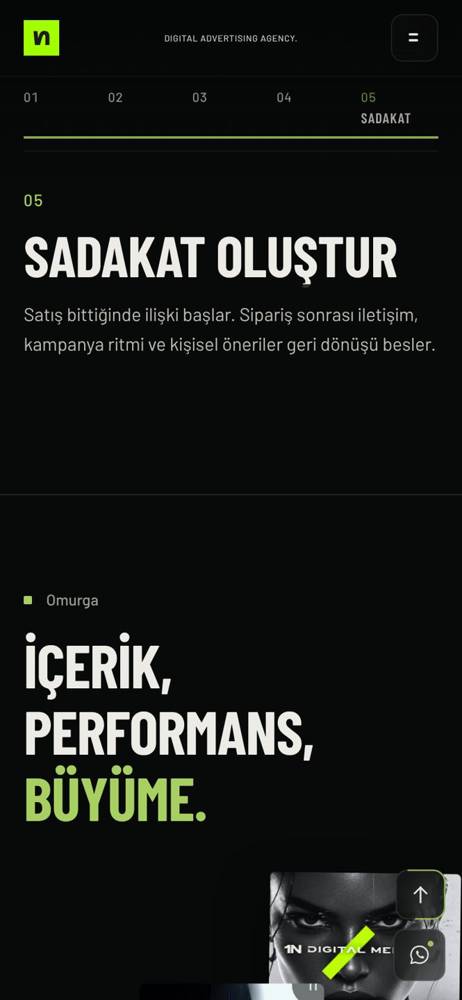 DIGITAL ADVERTISING AGENCY.
01
02
03
04
05
SADAKAT
05
SADAKAT OLUŞTUR
Satış bittiğinde ilişki başlar. Sipariş sonrası iletişim,
kampanya ritmi ve kişisel öneriler geri dönüşü besler.
Omurga
İÇERİK,
PERFORMANS,
BÜYÜME.
1N DIGITAL ME